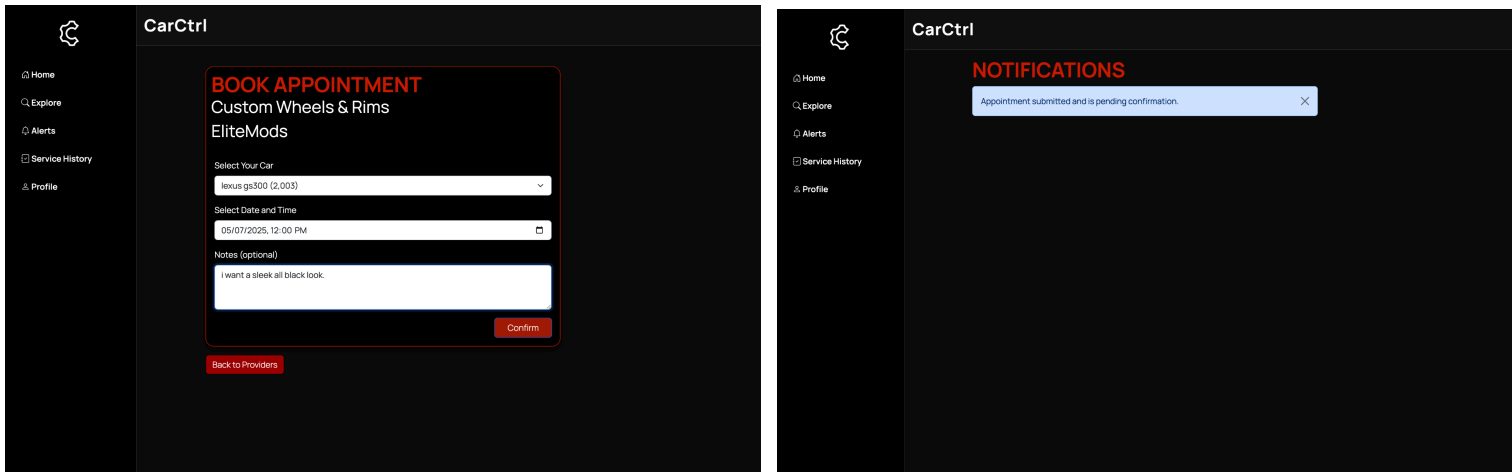 CarCtrl
Home
Explore
Alerts
Service History
Profile
BOOK APPOINTMENT
Custom Wheels & Rims
EliteMods
Select Your Car
lexus gs300 (2,003)
Select Date and Time
05/07/2025, 12:00 PM
Notes (optional)
i want a sleek all black look.
Confirm
Back to Providers
CarCtrl
Home
Explore
Alerts
Service History
Profile
NOTIFICATIONS
Appointment submitted and is pending confirmation.